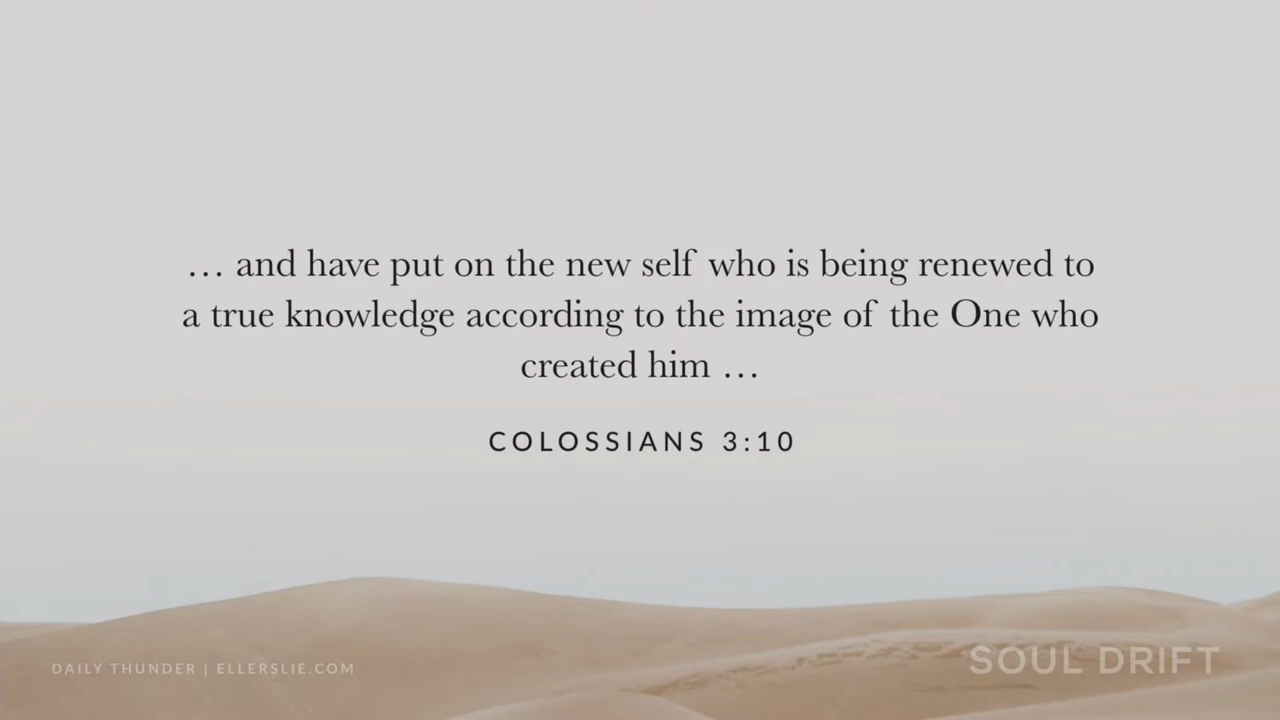 … and have put on the new self who is being renewed to
a true knowledge according to the image of the One who
created him …
COLOSSIANS 3:10
DAILY THUNDER | ELLERSLIE.COM
SOUL DRIFT